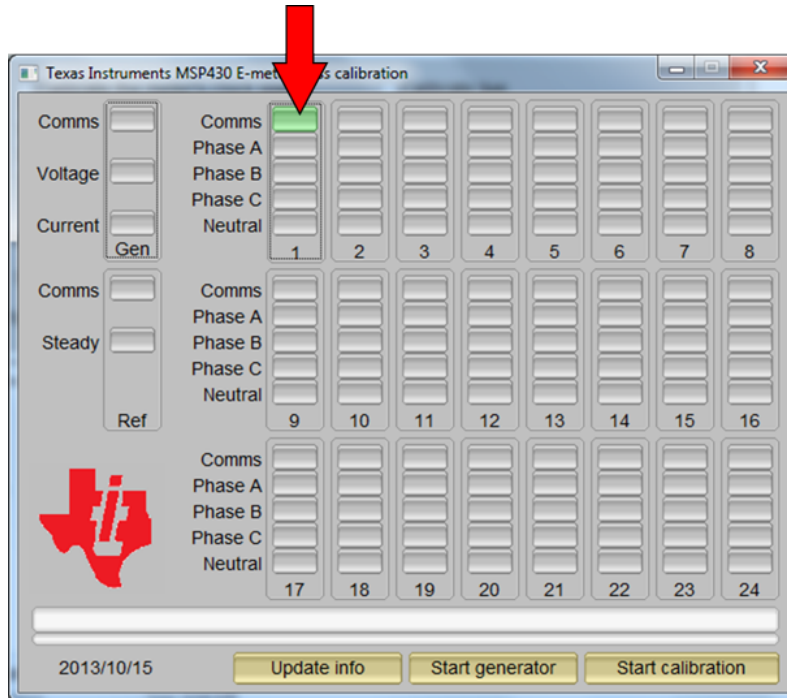 Texas Instruments MSP430 E-met s calibration
Comms
Voltage
Current
Gen
Comms
Phase A
Phase B
Phase C
Neutral
1 2 3 4 5 6 7 8
Comms
Steady
Ref
Comms
Phase A
Phase B
Phase C
Neutral
9 10 11 12 13 14 15 16
Comms
Phase A
Phase B
Phase C
Neutral
17 18 19 20 21 22 23 24
2013/10/15 Update info Start generator Start calibration